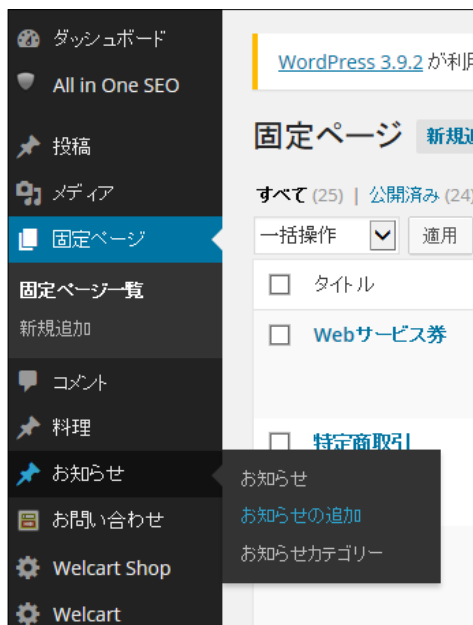 ダッシュボード
All in One SEO
投稿
メディア
固定ページ
固定ページ一覧
新規追加
コメント
料理
お知らせ
お問い合わせ
Welcart Shop
Welcart
お知らせ
お知らせの追加
お知らせカテゴリー
WordPress 3.9.2 が利用
固定ページ 新規追
すべて (25) | 公開済み (24)
一括操作 適用
タイトル
Webサービス券
特定商取引